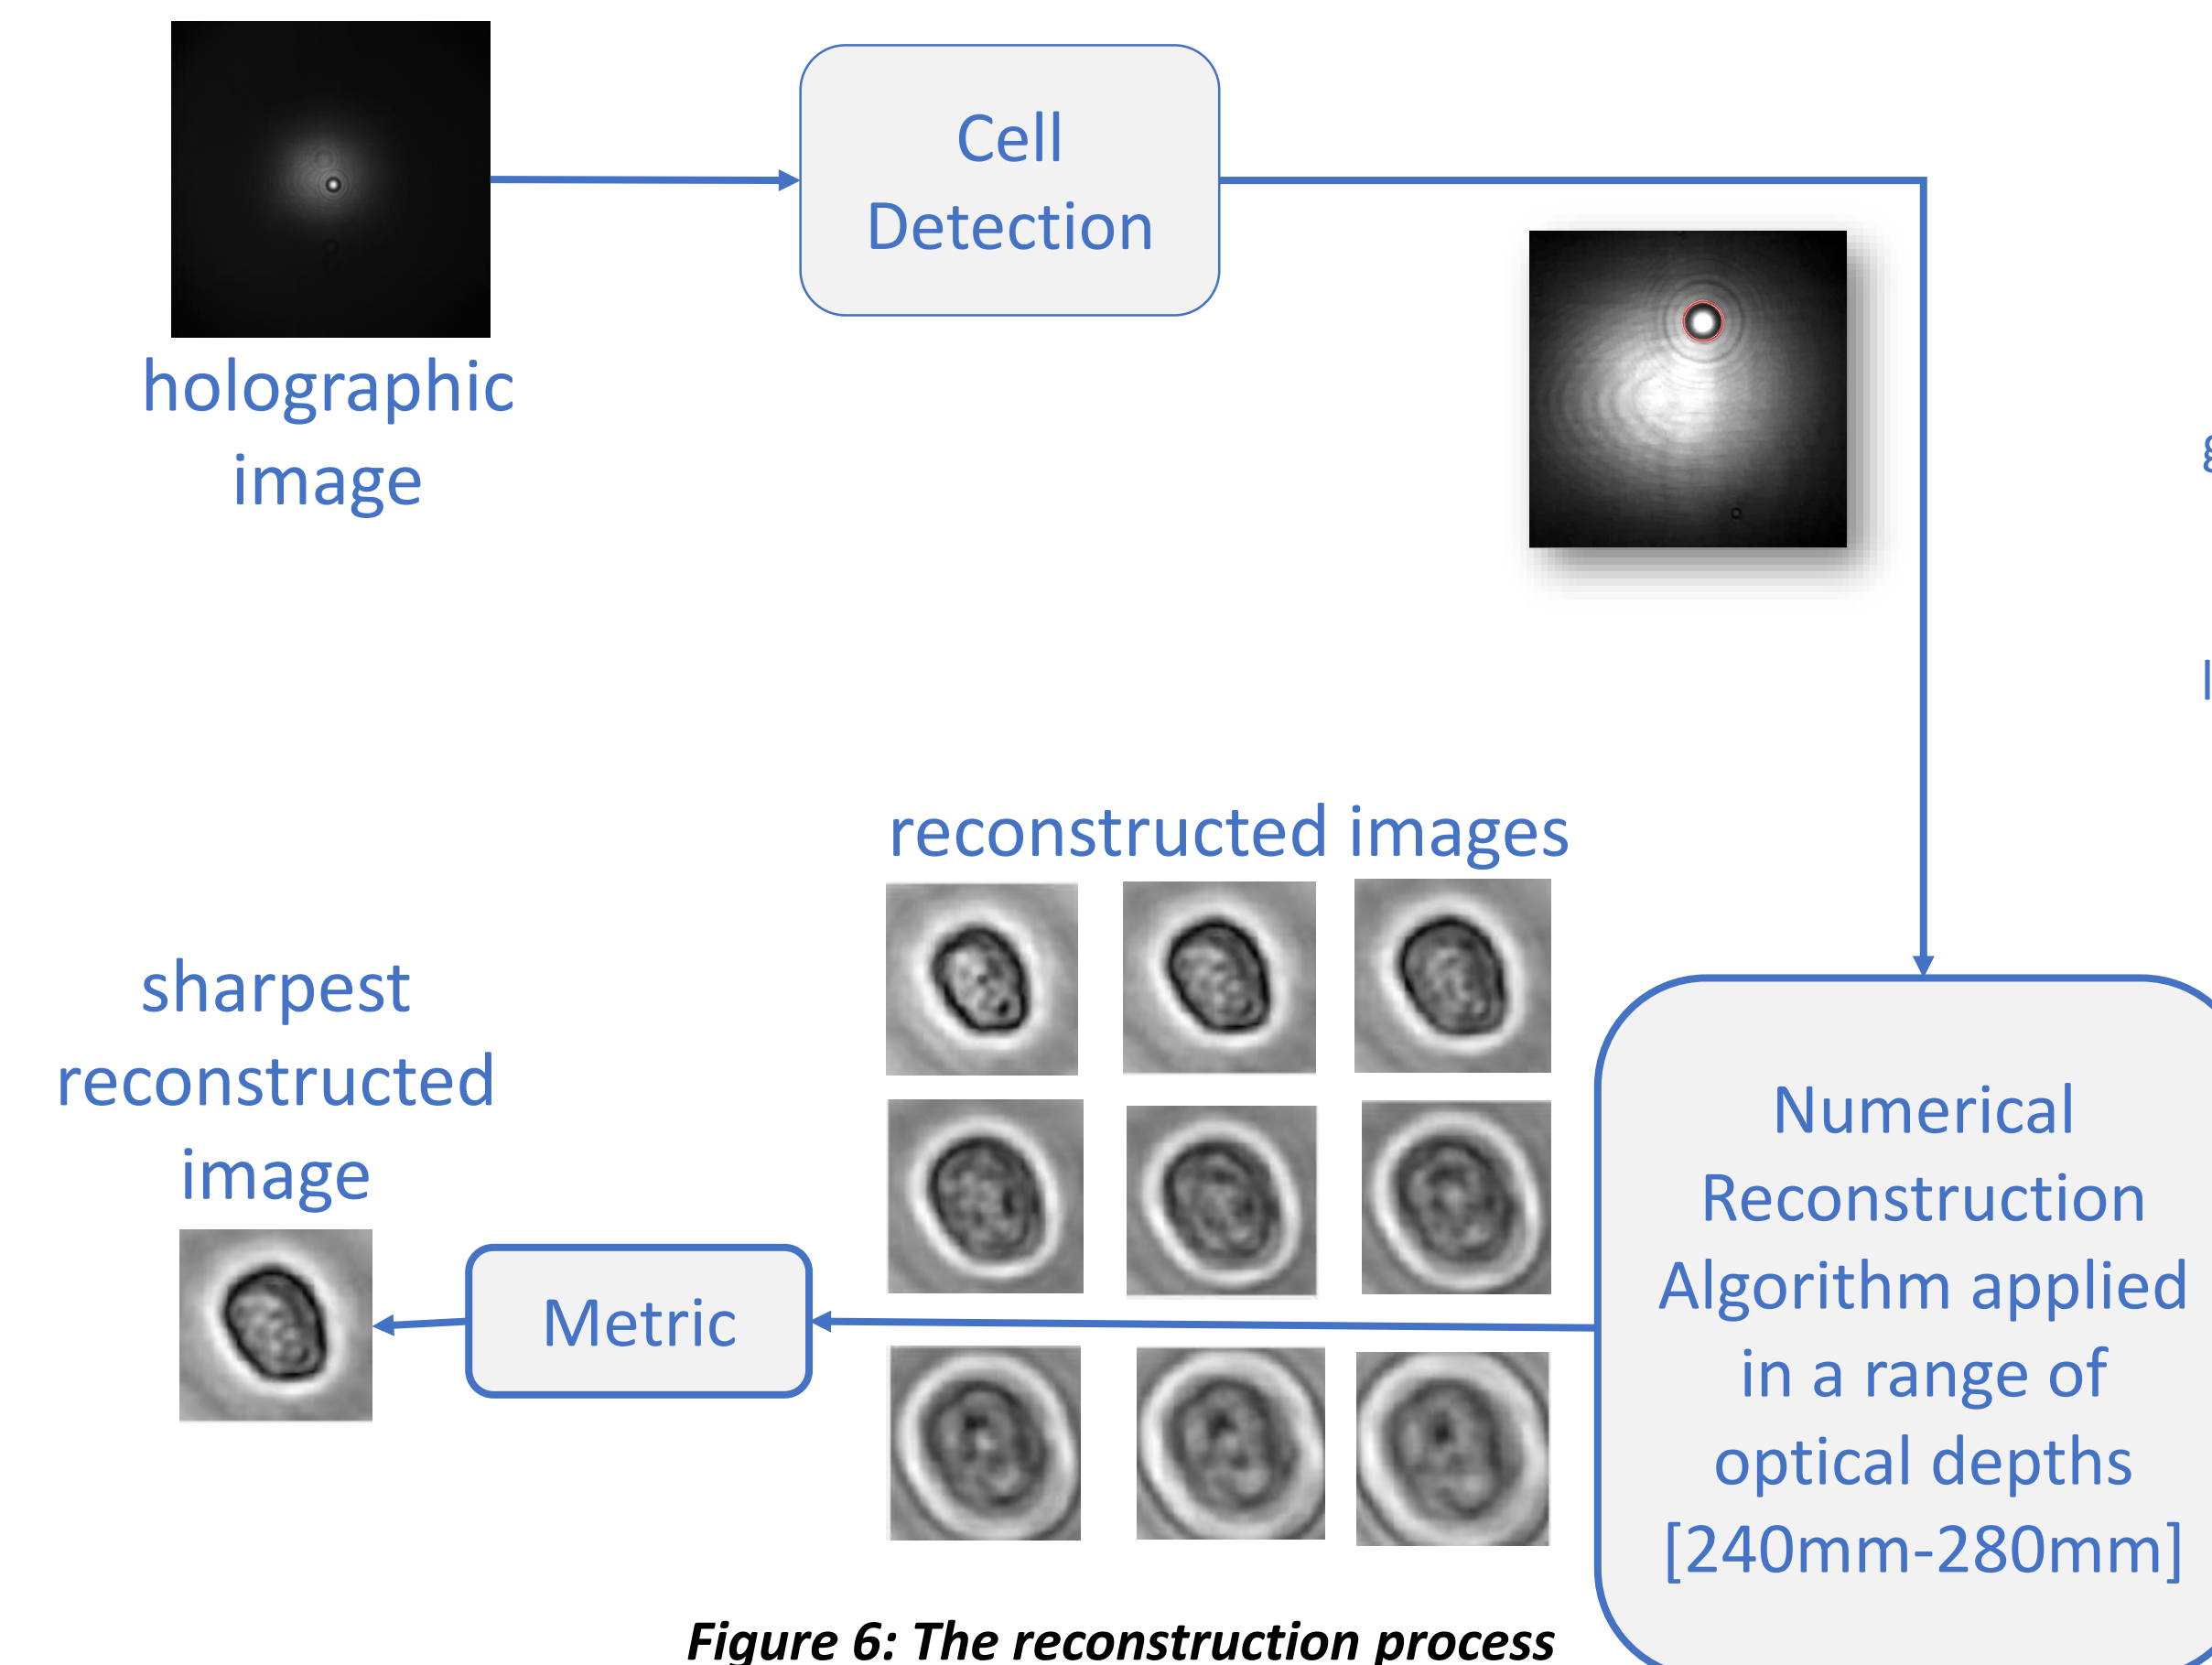 Cell
Detection
holographic
image
reconstructed images
sharpest
reconstructed
image
Metric
Numerical
Reconstruction
Algorithm applied
in a range of
optical depths
[240mm-280mm]
Figure 6: The reconstruction process